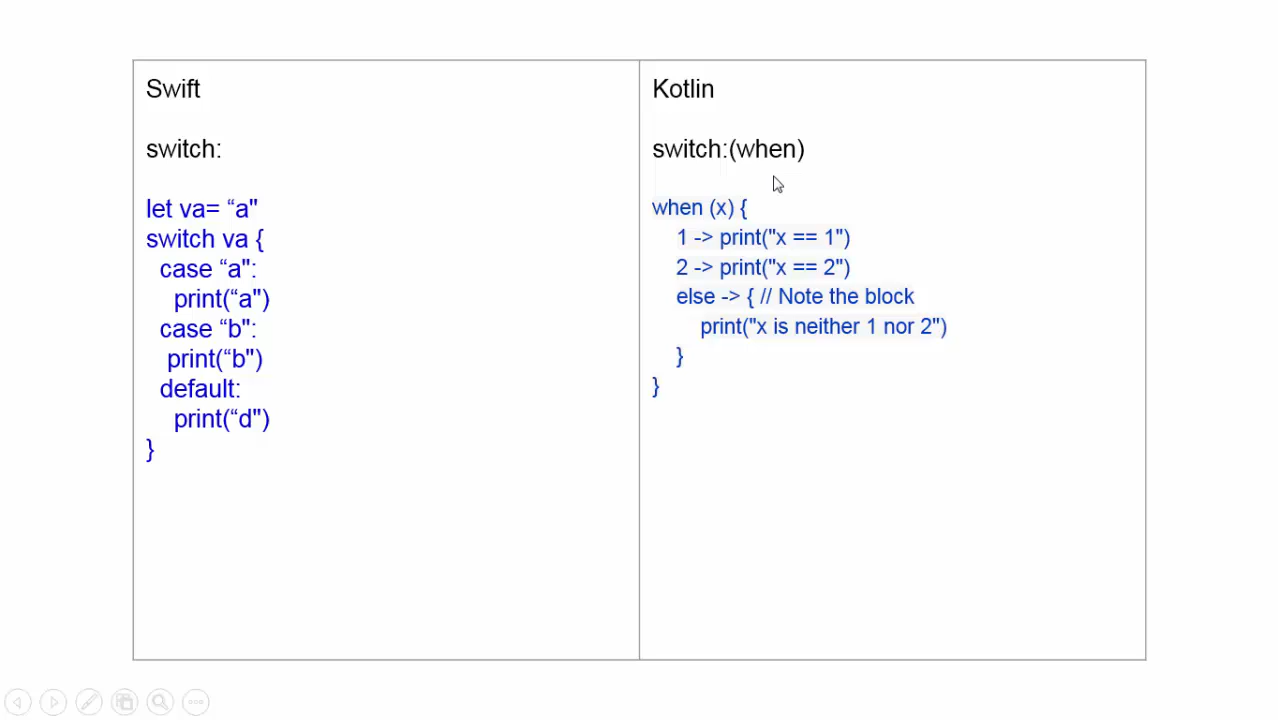 Swift
switch:
let va= “a"
switch va {
case “a":
print(“a")
case “b":
print(“b")
default:
print(“d")
}
Kotlin
switch:(when)
when (x) {
1 -> print("x == 1")
2 -> print("x == 2")
else -> { // Note the block
print("x is neither 1 nor 2")
}
}